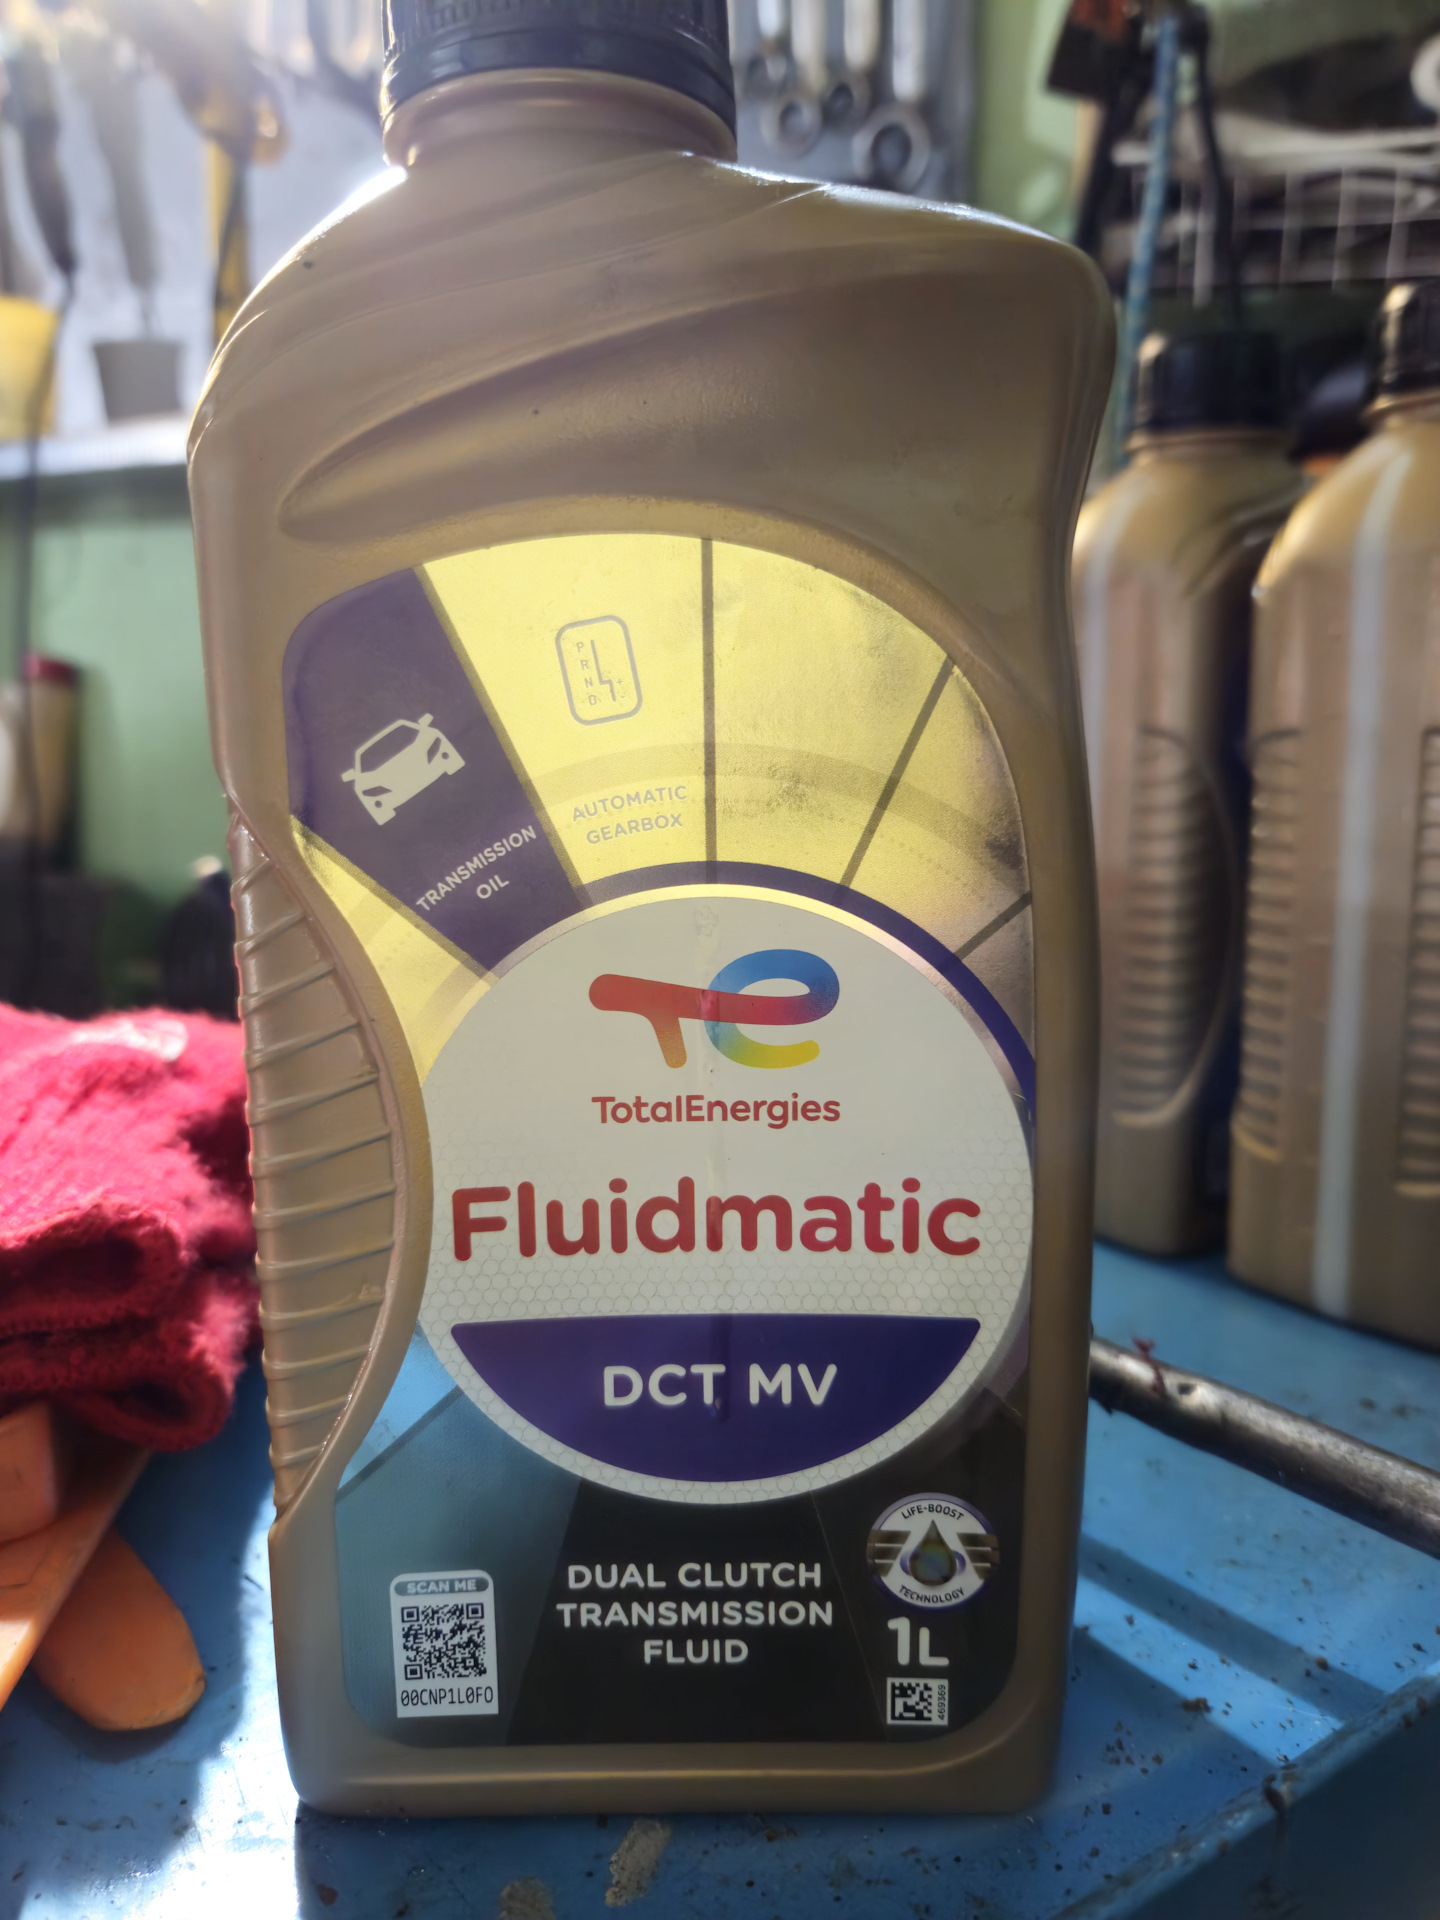 P
R
N
D
+
-
AUTOMATIC
GEARBOX
TRANSMISSION
OIL
TotalEnergies
Fluidmatic
DCT MV
LIFE-BOOST
TECHNOLOGY
DUAL CLUTCH
TRANSMISSION
FLUID
1L
SCAN ME
00CNP1L0FO
469369